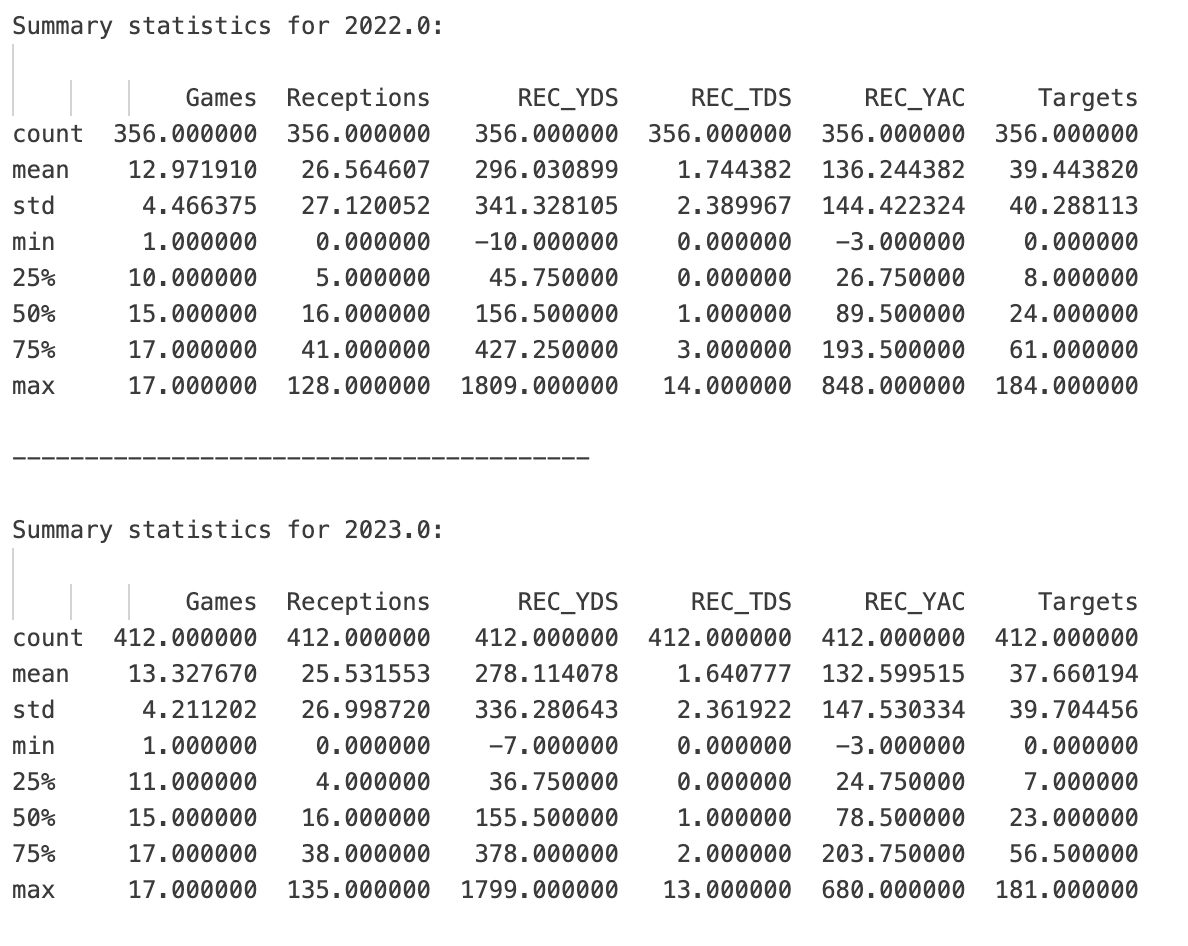 Summary statistics for 2022.0:
Games Receptions REC_YDS REC_TDS REC_YAC Targets
count 356.000000 356.000000 356.000000 356.000000 356.000000 356.000000
mean 12.971910 26.564607 296.030899 1.744382 136.244382 39.443820
std 4.466375 27.120052 341.328105 2.389967 144.422324 40.288113
min 1.000000 0.000000 -10.000000 0.000000 -3.000000 0.000000
25% 10.000000 5.000000 45.750000 0.000000 26.750000 8.000000
50% 15.000000 16.000000 156.500000 1.000000 89.500000 24.000000
75% 17.000000 41.000000 427.250000 3.000000 193.500000 61.000000
max 17.000000 128.000000 1809.000000 14.000000 848.000000 184.000000
----------------------------------------
Summary statistics for 2023.0:
Games Receptions REC_YDS REC_TDS REC_YAC Targets
count 412.000000 412.000000 412.000000 412.000000 412.000000 412.000000
mean 13.327670 25.531553 278.114078 1.640777 132.599515 37.660194
std 4.211202 26.998720 336.280643 2.361922 147.530334 39.704456
min 1.000000 0.000000 -7.000000 0.000000 -3.000000 0.000000
25% 11.000000 4.000000 36.750000 0.000000 24.750000 7.000000
50% 15.000000 16.000000 155.500000 1.000000 78.500000 23.000000
75% 17.000000 38.000000 378.000000 2.000000 203.750000 56.500000
max 17.000000 135.000000 1799.000000 13.000000 680.000000 181.000000